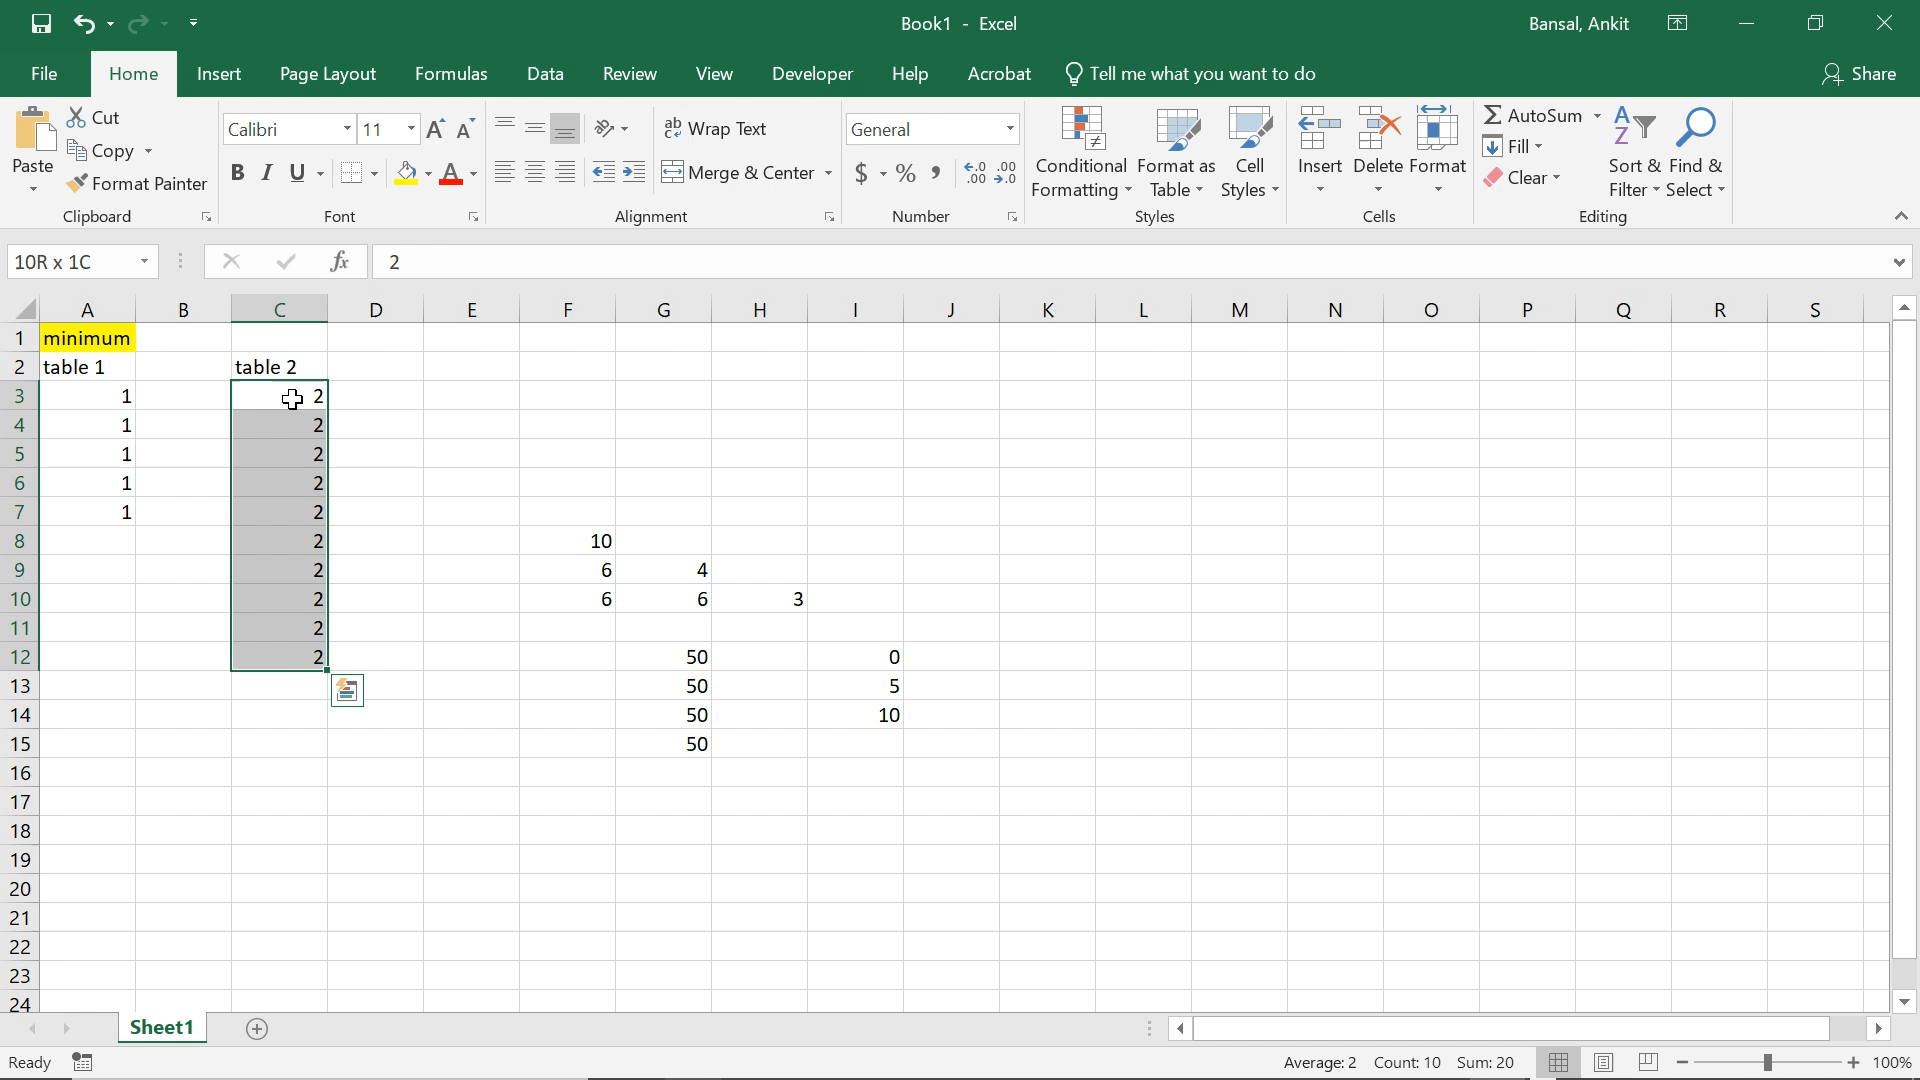 Book1 - Excel
Bansal, Ankit
File Home Insert Page Layout Formulas Data Review View Developer Help Acrobat Tell me what you want to do Share
Paste
Cut
Copy
Format Painter
Clipboard
Calibri 11 A A
B I U A
Font
ab c Wrap Text
Merge & Center
Alignment
General
$ % , .0 .00 .00 .0
Number
Conditional Formatting
Format as Table
Cell Styles
Styles
Insert Delete Format
Cells
AutoSum
Fill
Clear
A Z
Sort & Filter
Find & Select
Editing
10R x 1C fx 2
A B C D E F G H I J K L M N O P Q R S
1 minimum
2 table 1 table 2
3 1 2
4 1 2
5 1 2
6 1 2
7 1 2
8 2 10
9 2 6 4
10 2 6 6 3
11 2
12 2 50 0
13 50 5
14 50 10
15 50
16
17
18
19
20
21
22
23
24
Sheet1
Ready Average: 2 Count: 10 Sum: 20 100%